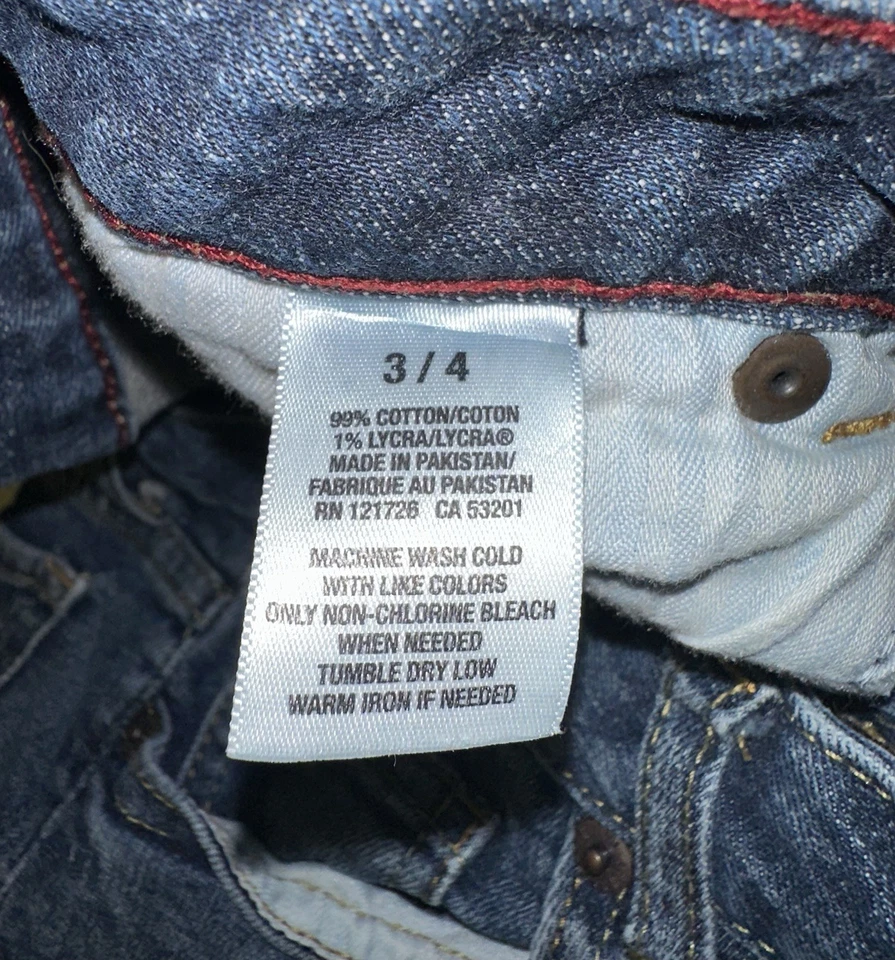 3 / 4
99% COTTON/COTON
1% LYCRA/LYCRA®
MADE IN PAKISTAN/
FABRIQUE AU PAKISTAN
RN 121726 CA 53201
MACHINE WASH COLD
WITH LIKE COLORS
ONLY NON-CHLORINE BLEACH
WHEN NEEDED
TUMBLE DRY LOW
WARM IRON IF NEEDED